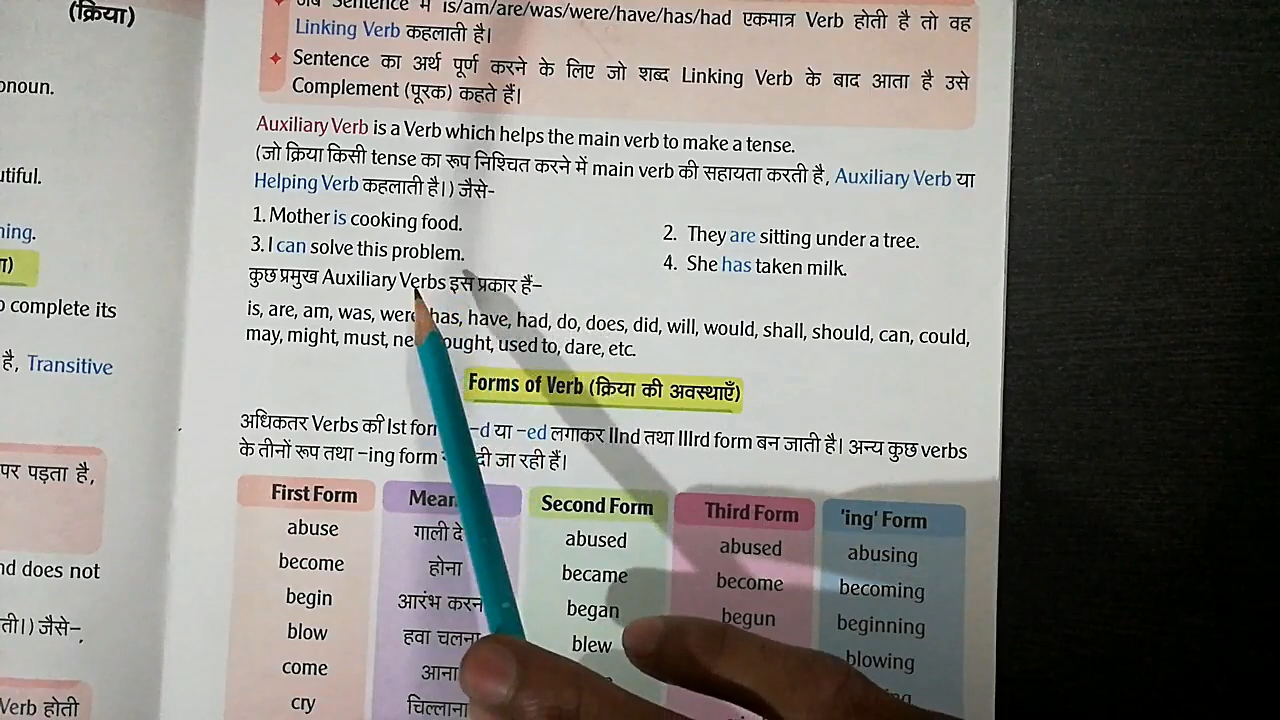 (क्रिया)
onoun.
utiful.
ning.
o complete its
है, Transitive
पर पड़ता है,
nd does not
ती।) जैसे-
Verb होती
Sentence में is/am/are/was/were/have/has/had एकमात्र Verb होती है तो वह
Linking Verb कहलाती है।
Sentence का अर्थ पूर्ण करने के लिए जो शब्द Linking Verb के बाद आता है उसे
Complement (पूरक) कहते हैं।
Auxiliary Verb is a Verb which helps the main verb to make a tense.
(जो क्रिया किसी tense का रूप निश्चित करने में main verb की सहायता करती है, Auxiliary Verb या
Helping Verb कहलाती है।) जैसे-
1. Mother is cooking food.
2. They are sitting under a tree.
3. I can solve this problem.
4. She has taken milk.
कुछ प्रमुख Auxiliary Verbs इस प्रकार हैं-
is, are, am, was, were, has, have, had, do, does, did, will, would, shall, should, can, could,
may, might, must, ought, used to, dare, etc.
Forms of Verb (क्रिया की अवस्थाएँ)
अधिकतर Verbs की Ist for -d या -ed लगाकर IInd तथा IIIrd form बन जाती है। अन्य कुछ verbs
के तीनों रूप तथा -ing form दी जा रही हैं।
First Form Mean Second Form Third Form 'ing' Form
abuse गाली दे abused abused abusing
become होना became become becoming
begin आरंभ करन began begun beginning
blow हवा चलना blew blowing
come आना
cry चिल्लाना